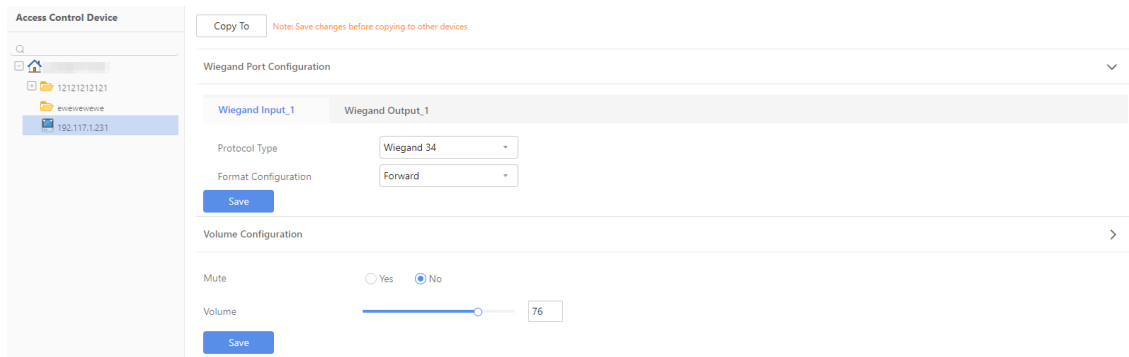 Access Control Device
12121212121
ewewewewe
192.117.1.231
Copy To Note: Save changes before copying to other devices
Wiegand Port Configuration
Wiegand Input_1 Wiegand Output_1
Protocol Type Wiegand 34
Format Configuration Forward
Save
Volume Configuration
Mute Yes No
Volume 76
Save